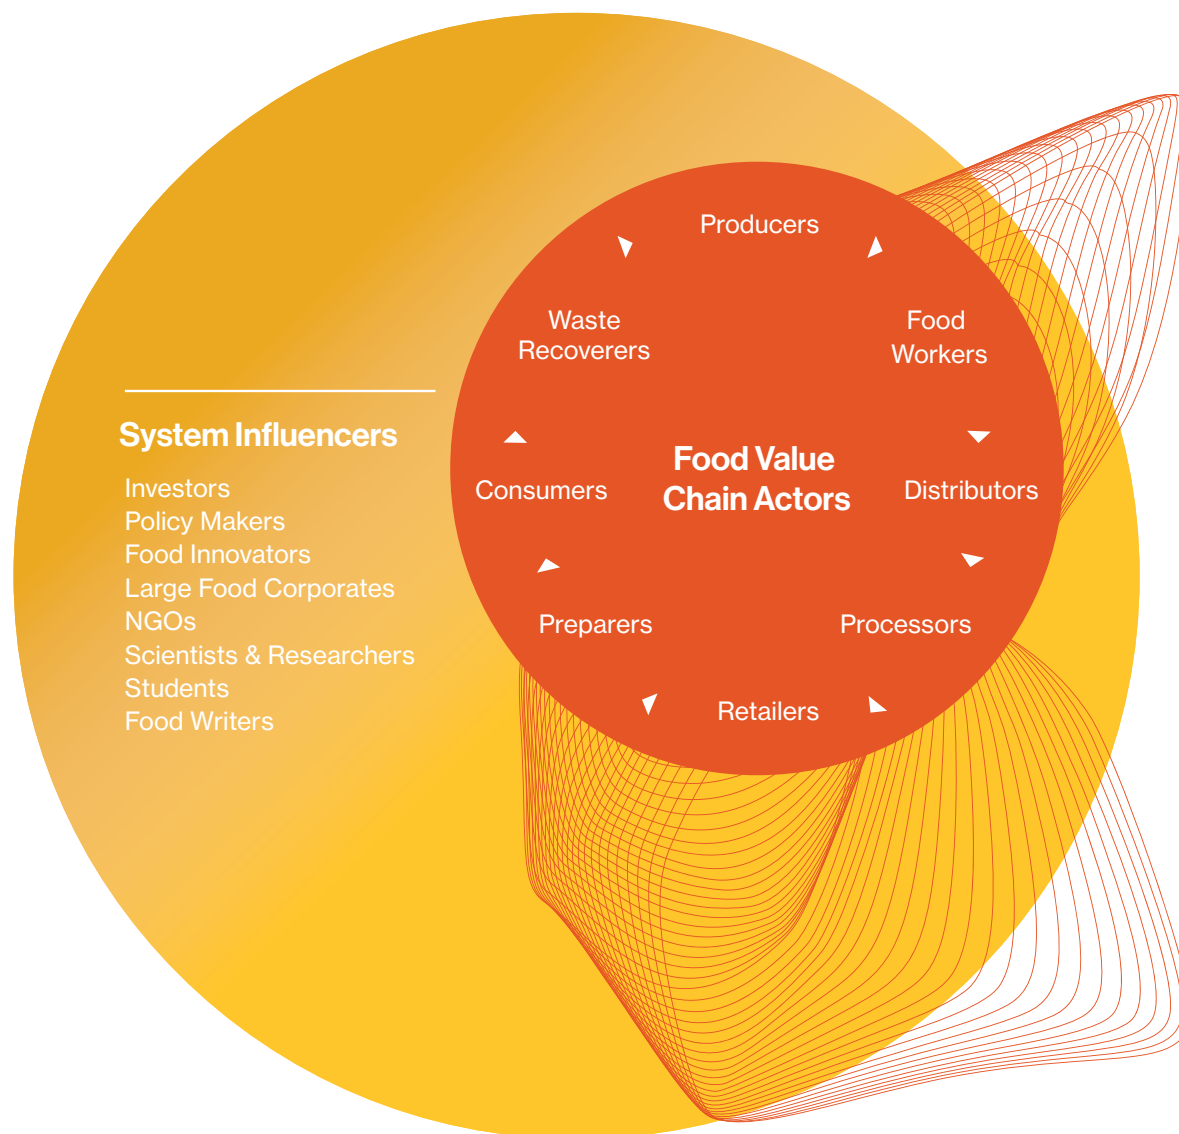 System Influencers
Investors
Policy Makers
Food Innovators
Large Food Corporates
NGOs
Scientists & Researchers
Students
Food Writers
Food Value
Chain Actors
Producers
Food
Workers
Distributors
Processors
Retailers
Preparers
Consumers
Waste
Recoverers